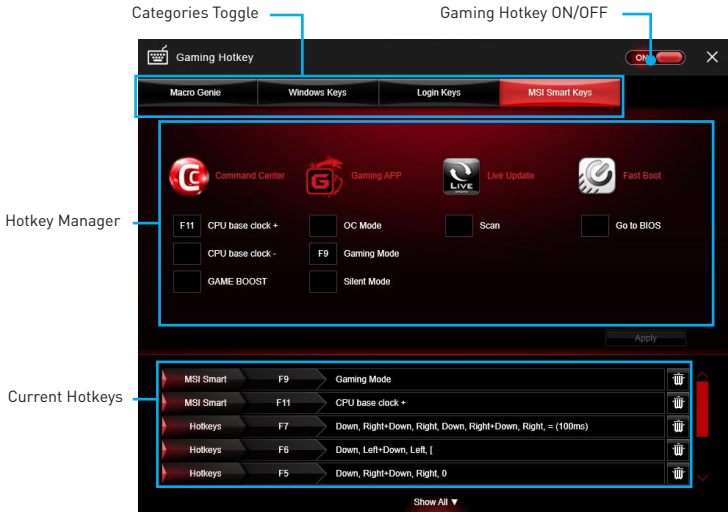 Categories Toggle
Gaming Hotkey ON/OFF
Gaming Hotkey
ON
Macro Genie
Windows Keys
Login Keys
MSI Smart Keys
Hotkey Manager
Command Center
Gaming APP
LIVE
Live Update
Fast Boot
F11 CPU base clock +
OC Mode
Scan
Go to BIOS
CPU base clock -
F9 Gaming Mode
GAME BOOST
Silent Mode
Apply
Current Hotkeys
MSI Smart F9 Gaming Mode
MSI Smart F11 CPU base clock +
Hotkeys F7 Down, Right+Down, Right, Down, Right+Down, Right, = (100ms)
Hotkeys F6 Down, Left+Down, Left, [
Hotkeys F5 Down, Right+Down, Right, 0
Show All ▼